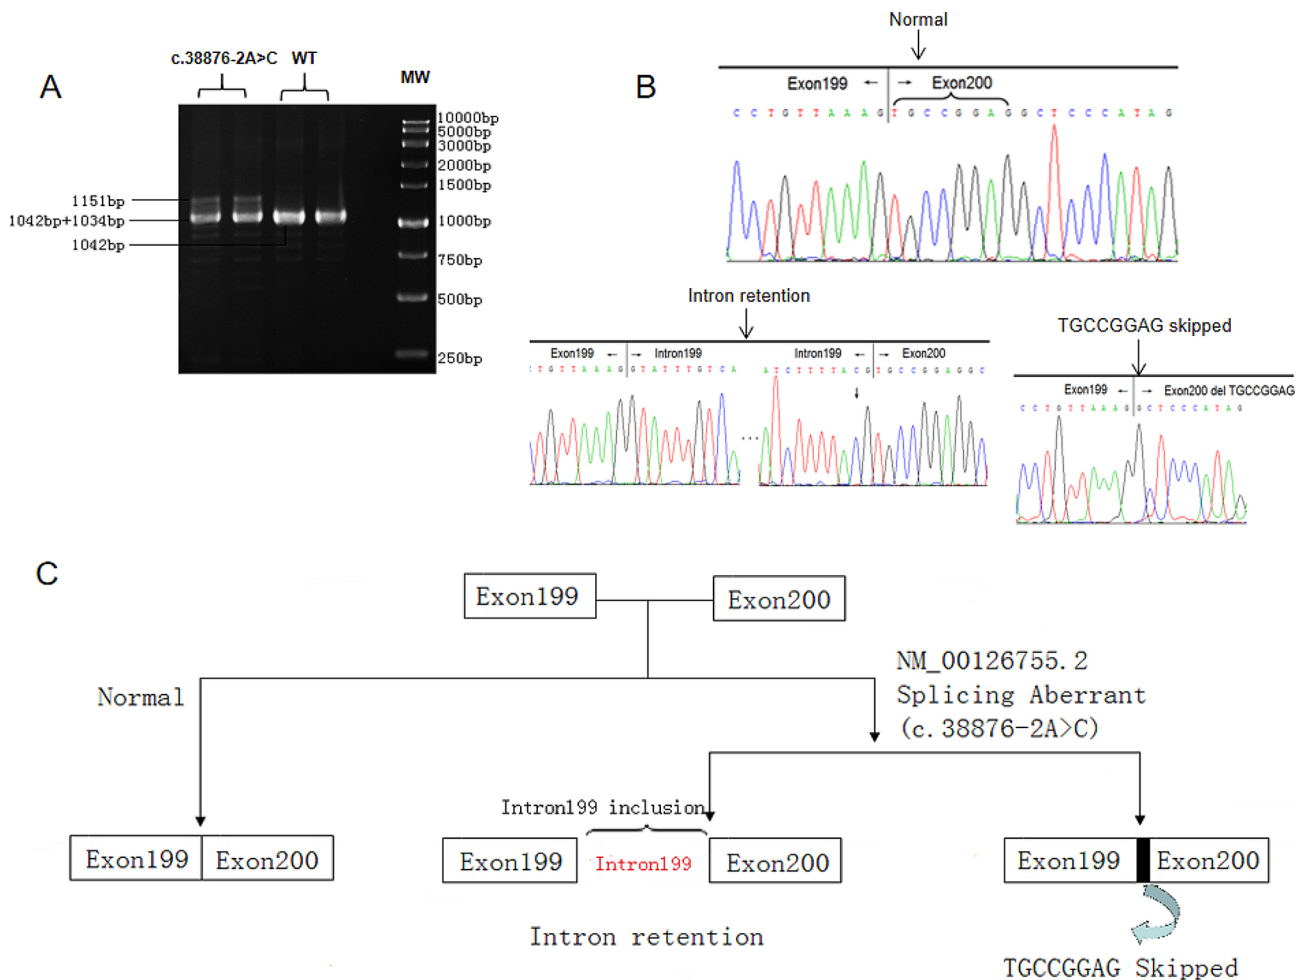 A
c.38876-2A>C WT
MW
10000bp
5000bp
3000bp
2000bp
1500bp
1000bp
750bp
500bp
250bp
1151bp
1042bp+1034bp
1042bp
B
Normal
Exon199 Exon200
C C T G T T A A A G T G C C G G A G G C T C C C A T A G
Intron retention
Exon199 Intron199
C T G T T A A A G G T A T T T G T C A
Intron199 Exon200
A T C T T T T A C G T G C C G G A G G C
...
TGCCGGAG skipped
Exon199 Exon200 del TGCCGGAG
C C T G T T A A A G G C T C C C A T A G
C
Exon199 Exon200
Normal
NM_00126755.2
Splicing Aberrant
(c.38876-2A>C)
Exon199 Exon200
Intron199 inclusion
Exon199 Intron199 Exon200
Intron retention
Exon199 Exon200
TGCCGGAG Skipped